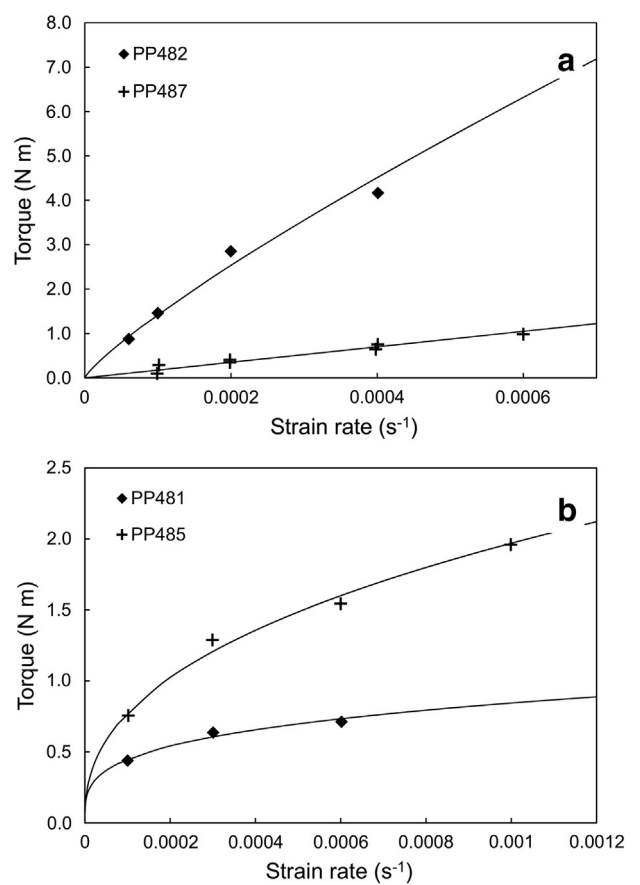 8.0
7.0
6.0
5.0
4.0
3.0
2.0
1.0
0.0
Torque (N m)
PP482
PP487
a
0
0.0002
0.0004
0.0006
Strain rate (s-1)
2.5
2.0
1.5
1.0
0.5
0.0
Torque (N m)
PP481
PP485
b
0
0.0002
0.0004
0.0006
0.0008
0.001
0.0012
Strain rate (s-1)